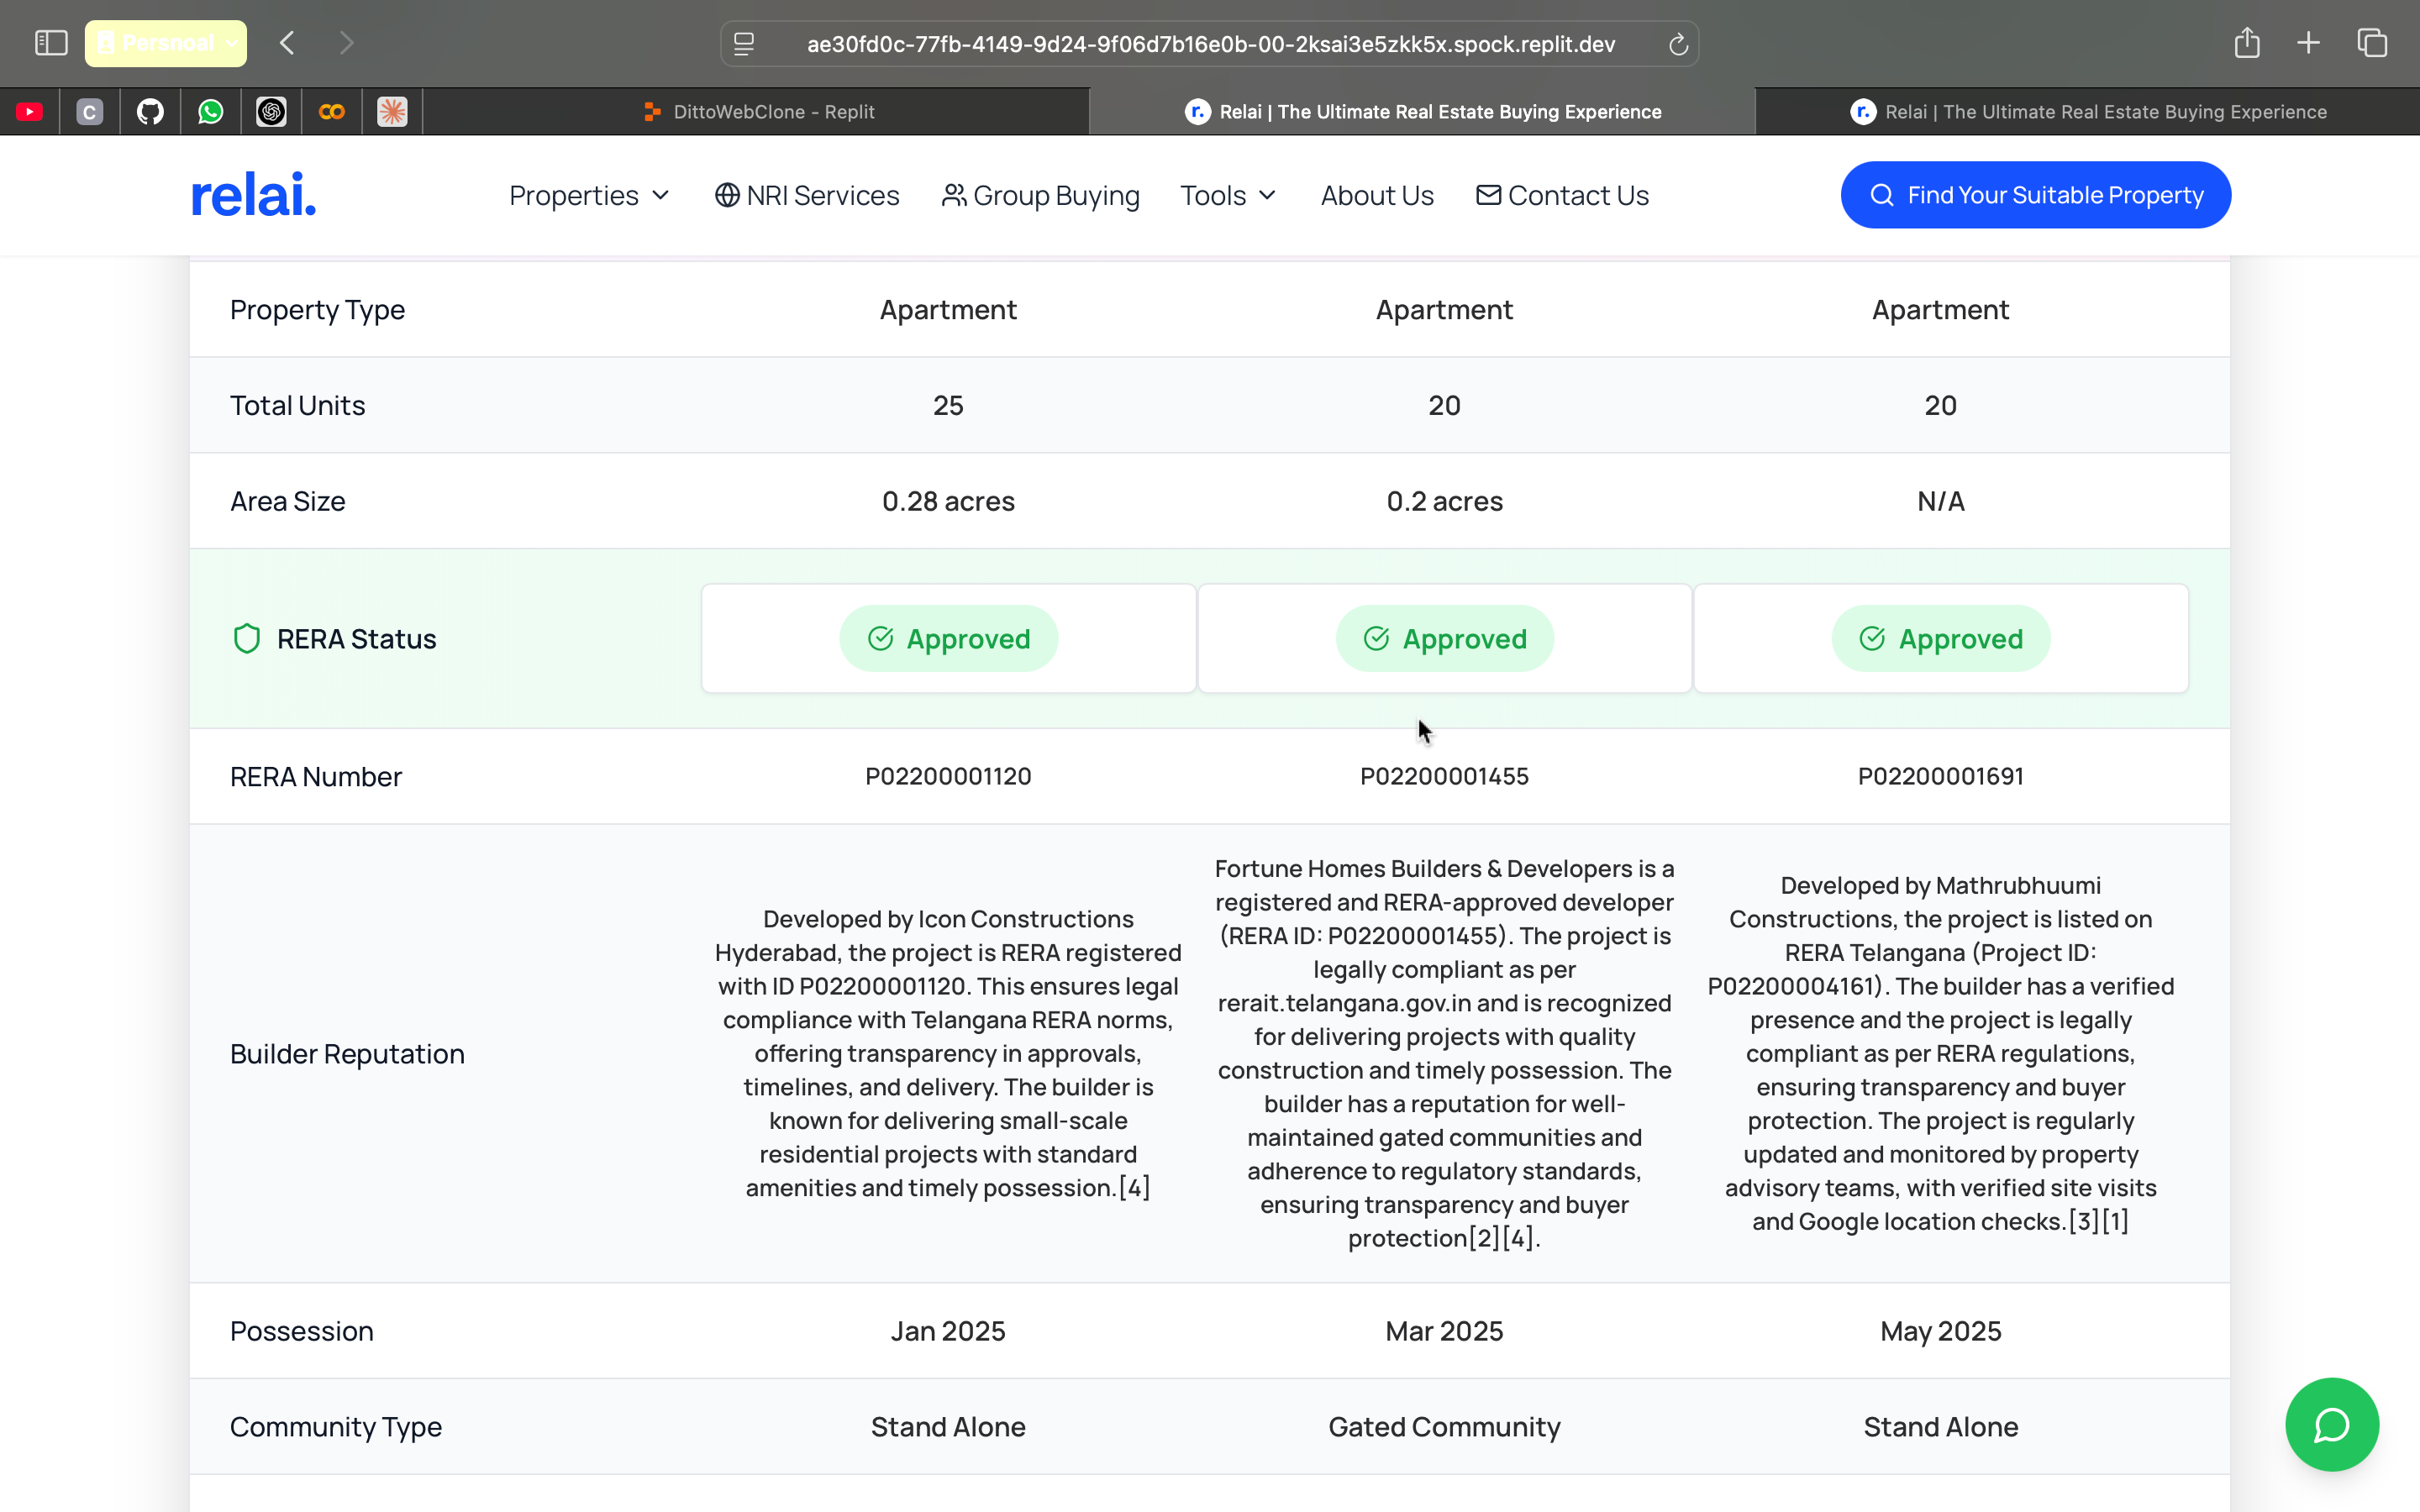 Persnoal
ae30fd0c-77fb-4149-9d24-9f06d7b16e0b-00-2ksai3e5zkk5x.spock.replit.dev
C
DittoWebClone - Replit
r. Relai | The Ultimate Real Estate Buying Experience
r. Relai | The Ultimate Real Estate Buying Experience
relai.
Properties
NRI Services
Group Buying
Tools
About Us
Contact Us
Find Your Suitable Property
Property Type Apartment Apartment Apartment
Total Units 25 20 20
Area Size 0.28 acres 0.2 acres N/A
RERA Status Approved Approved Approved
RERA Number P02200001120 P02200001455 P02200001691
Builder Reputation
Developed by Icon Constructions
Hyderabad, the project is RERA registered
with ID P02200001120. This ensures legal
compliance with Telangana RERA norms,
offering transparency in approvals,
timelines, and delivery. The builder is
known for delivering small-scale
residential projects with standard
amenities and timely possession.[4]
Fortune Homes Builders & Developers is a
registered and RERA-approved developer
(RERA ID: P02200001455). The project is
legally compliant as per
rerait.telangana.gov.in and is recognized
for delivering projects with quality
construction and timely possession. The
builder has a reputation for well-
maintained gated communities and
adherence to regulatory standards,
ensuring transparency and buyer
protection[2][4].
Developed by Mathrubhuumi
Constructions, the project is listed on
RERA Telangana (Project ID:
P02200004161). The builder has a verified
presence and the project is legally
compliant as per RERA regulations,
ensuring transparency and buyer
protection. The project is regularly
updated and monitored by property
advisory teams, with verified site visits
and Google location checks.[3][1]
Possession Jan 2025 Mar 2025 May 2025
Community Type Stand Alone Gated Community Stand Alone